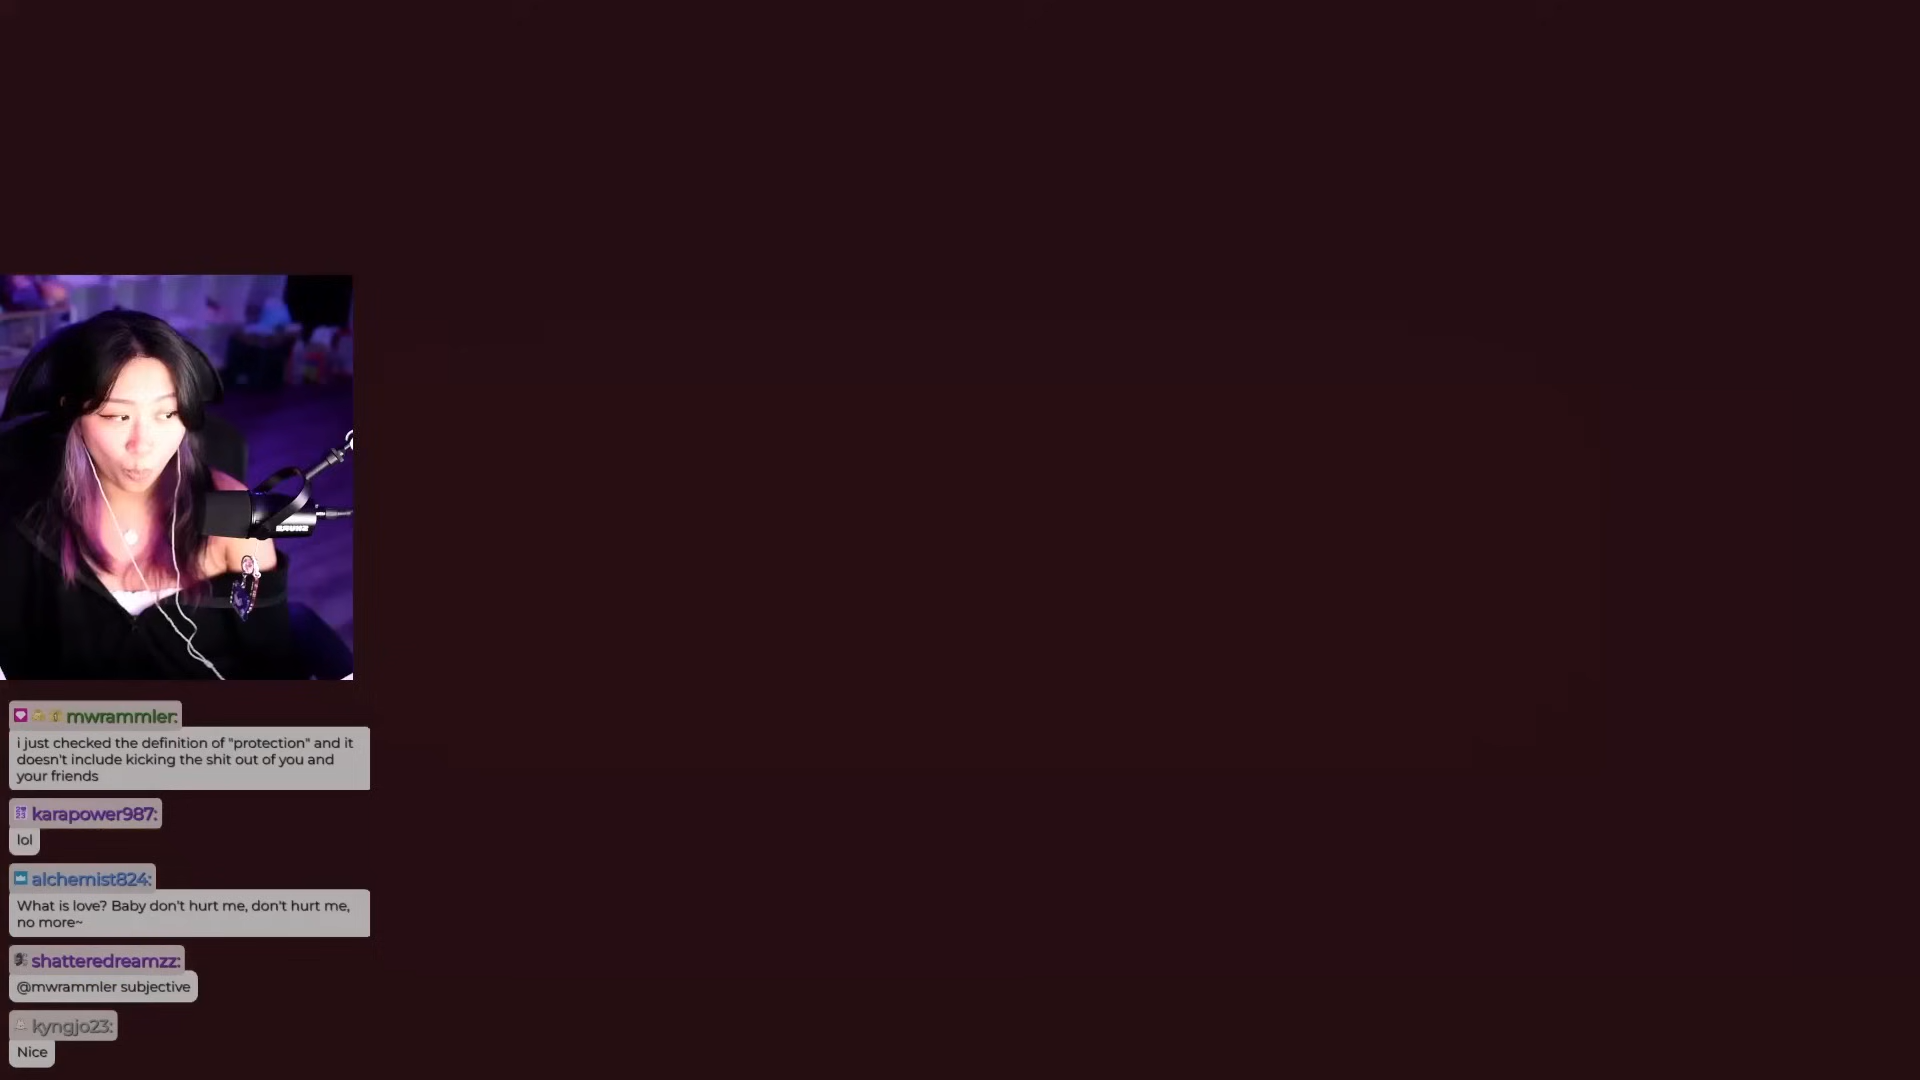 mwrammler:
i just checked the definition of "protection" and it
doesn't include kicking the shit out of you and
your friends
karapower987:
lol
alchemist824:
What is love? Baby don't hurt me, don't hurt me,
no more~
shatteredreamzz:
@mwrammler subjective
kyngjo23:
Nice